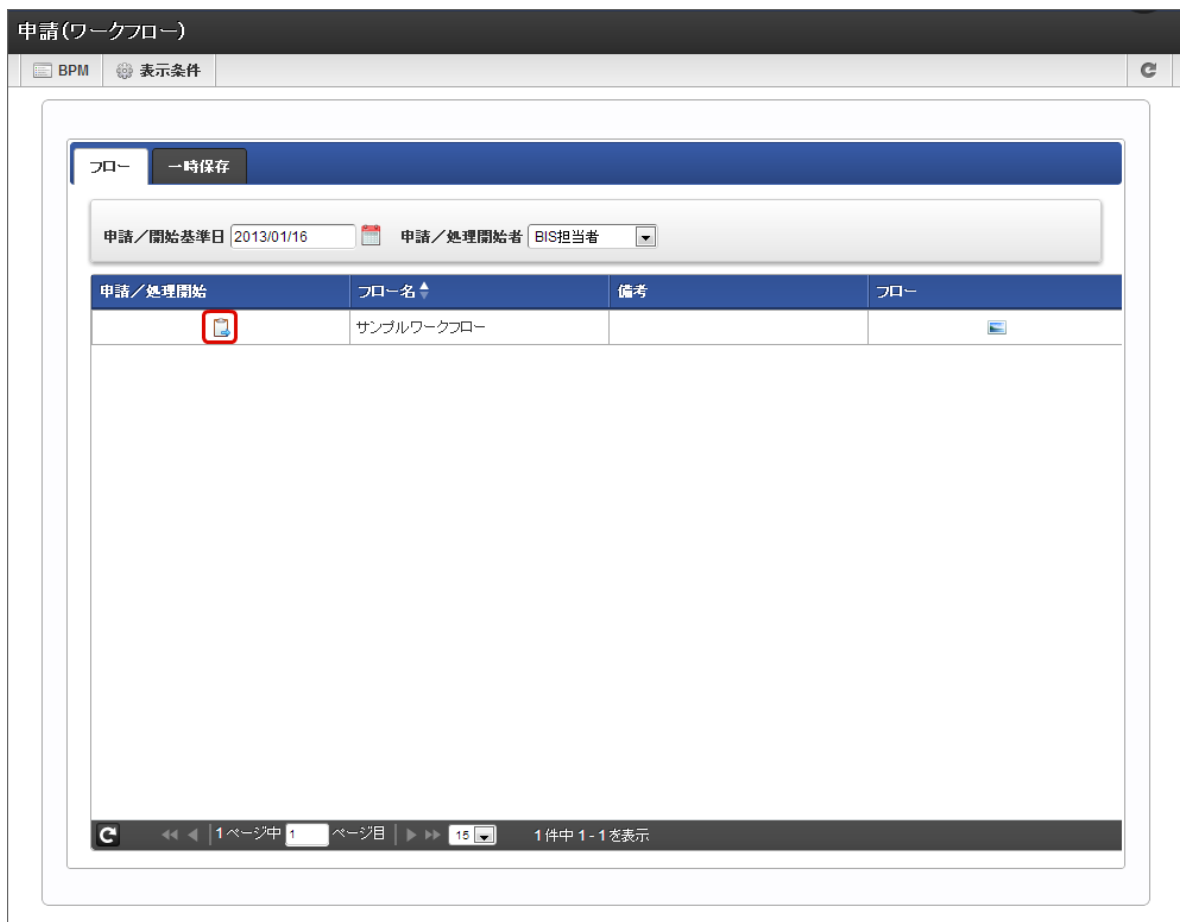 申請(ワークフロー)
BPM 表示条件
フロー 一時保存
申請／開始基準日 2013/01/16 申請／処理開始者 BIS担当者
申請／処理開始 フロー名 備考 フロー
サンプルワークフロー
1 ページ中 1 ページ目 15 1 件中 1 - 1 を表示